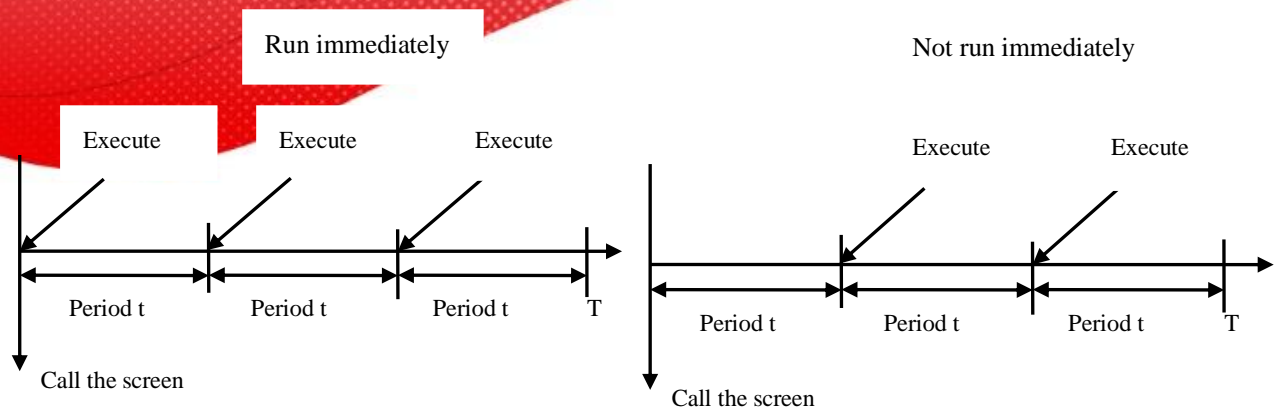 Run immediately
Execute Execute Execute
Period t Period t Period t T
Call the screen
Not run immediately
Execute Execute
Period t Period t Period t T
Call the screen